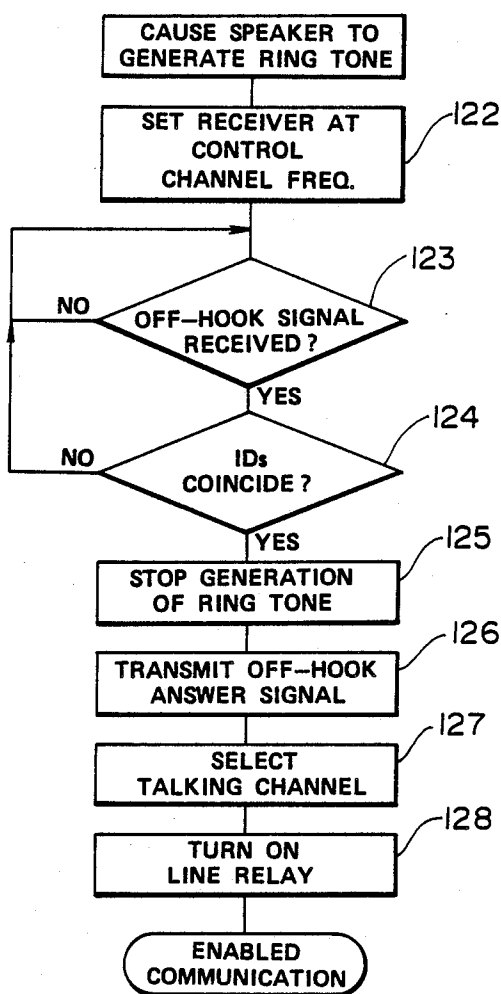 CAUSE SPEAKER TO
GENERATE RING TONE
SET RECEIVER AT
CONTROL
CHANNEL FREQ.
122
123
NO
OFF-HOOK SIGNAL
RECEIVED?
YES
124
NO
IDs
COINCIDE?
YES
125
STOP GENERATION
OF RING TONE
126
TRANSMIT OFF-HOOK
ANSWER SIGNAL
127
SELECT
TALKING CHANNEL
128
TURN ON
LINE RELAY
ENABLED
COMMUNICATION